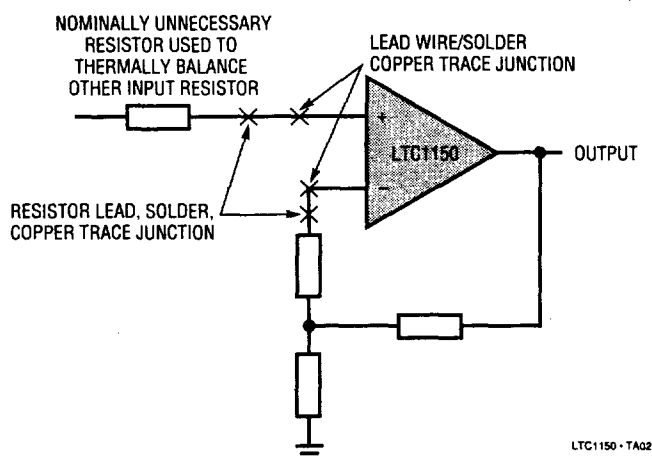 NOMINALLY UNNECESSARY
RESISTOR USED TO
THERMALLY BALANCE
OTHER INPUT RESISTOR
LEAD WIRE/SOLDER
COPPER TRACE JUNCTION
+
LTC1150
−
OUTPUT
RESISTOR LEAD, SOLDER,
COPPER TRACE JUNCTION
LTC1150 • TA02